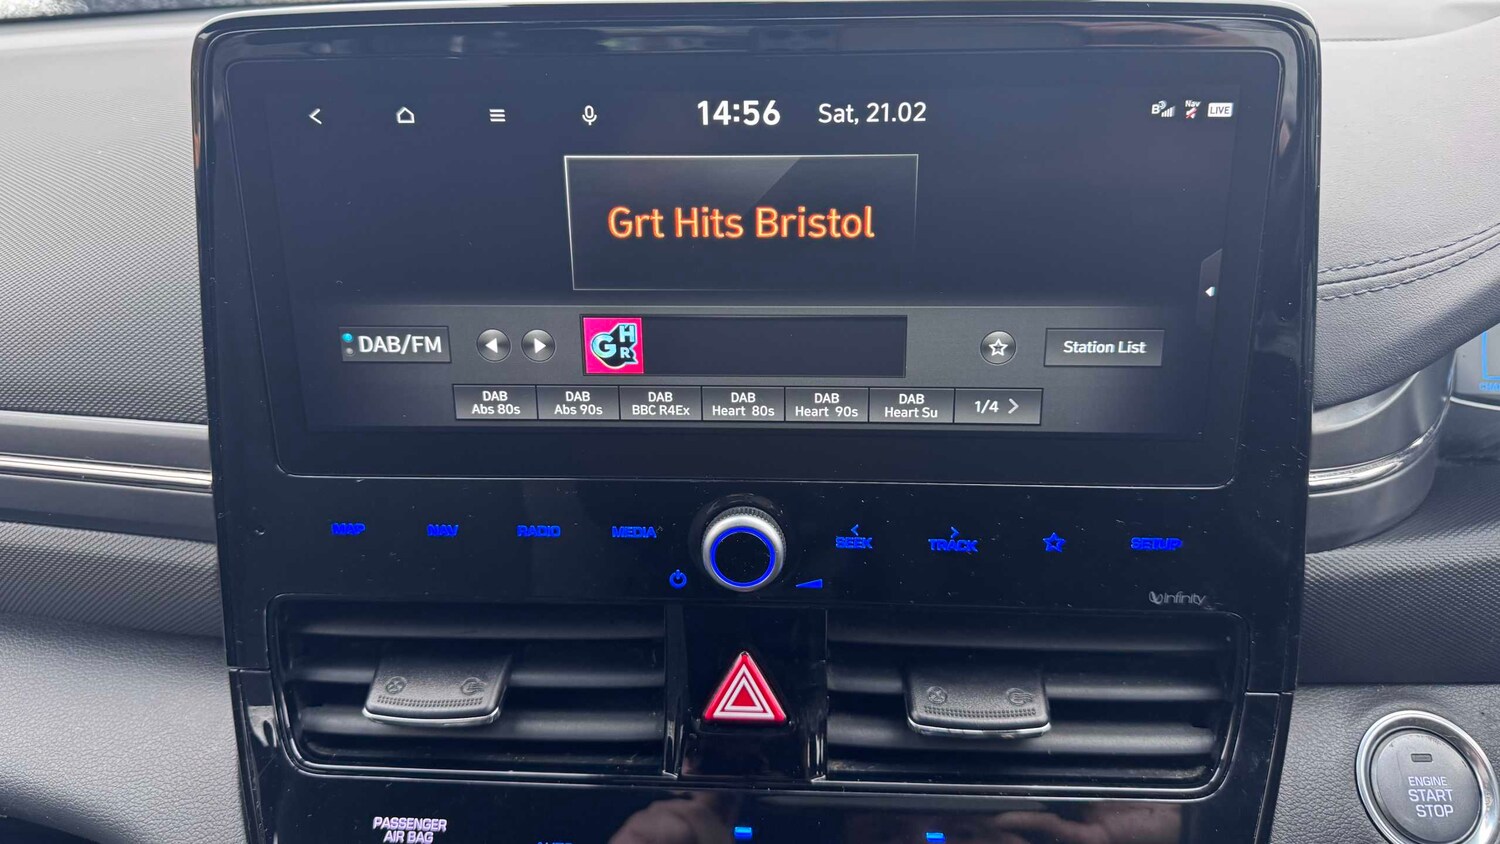 14:56 Sat, 21.02
Nav
LIVE
Grt Hits Bristol
DAB/FM
GHR
Station List
DAB
Abs 80s
DAB
Abs 90s
DAB
BBC R4Ex
DAB
Heart 80s
DAB
Heart 90s
DAB
Heart Su
1/4
MAP
NAV
RADIO
MEDIA
SEEK
TRACK
SETUP
Infinity
ENGINE
START
STOP
PASSENGER
AIR BAG